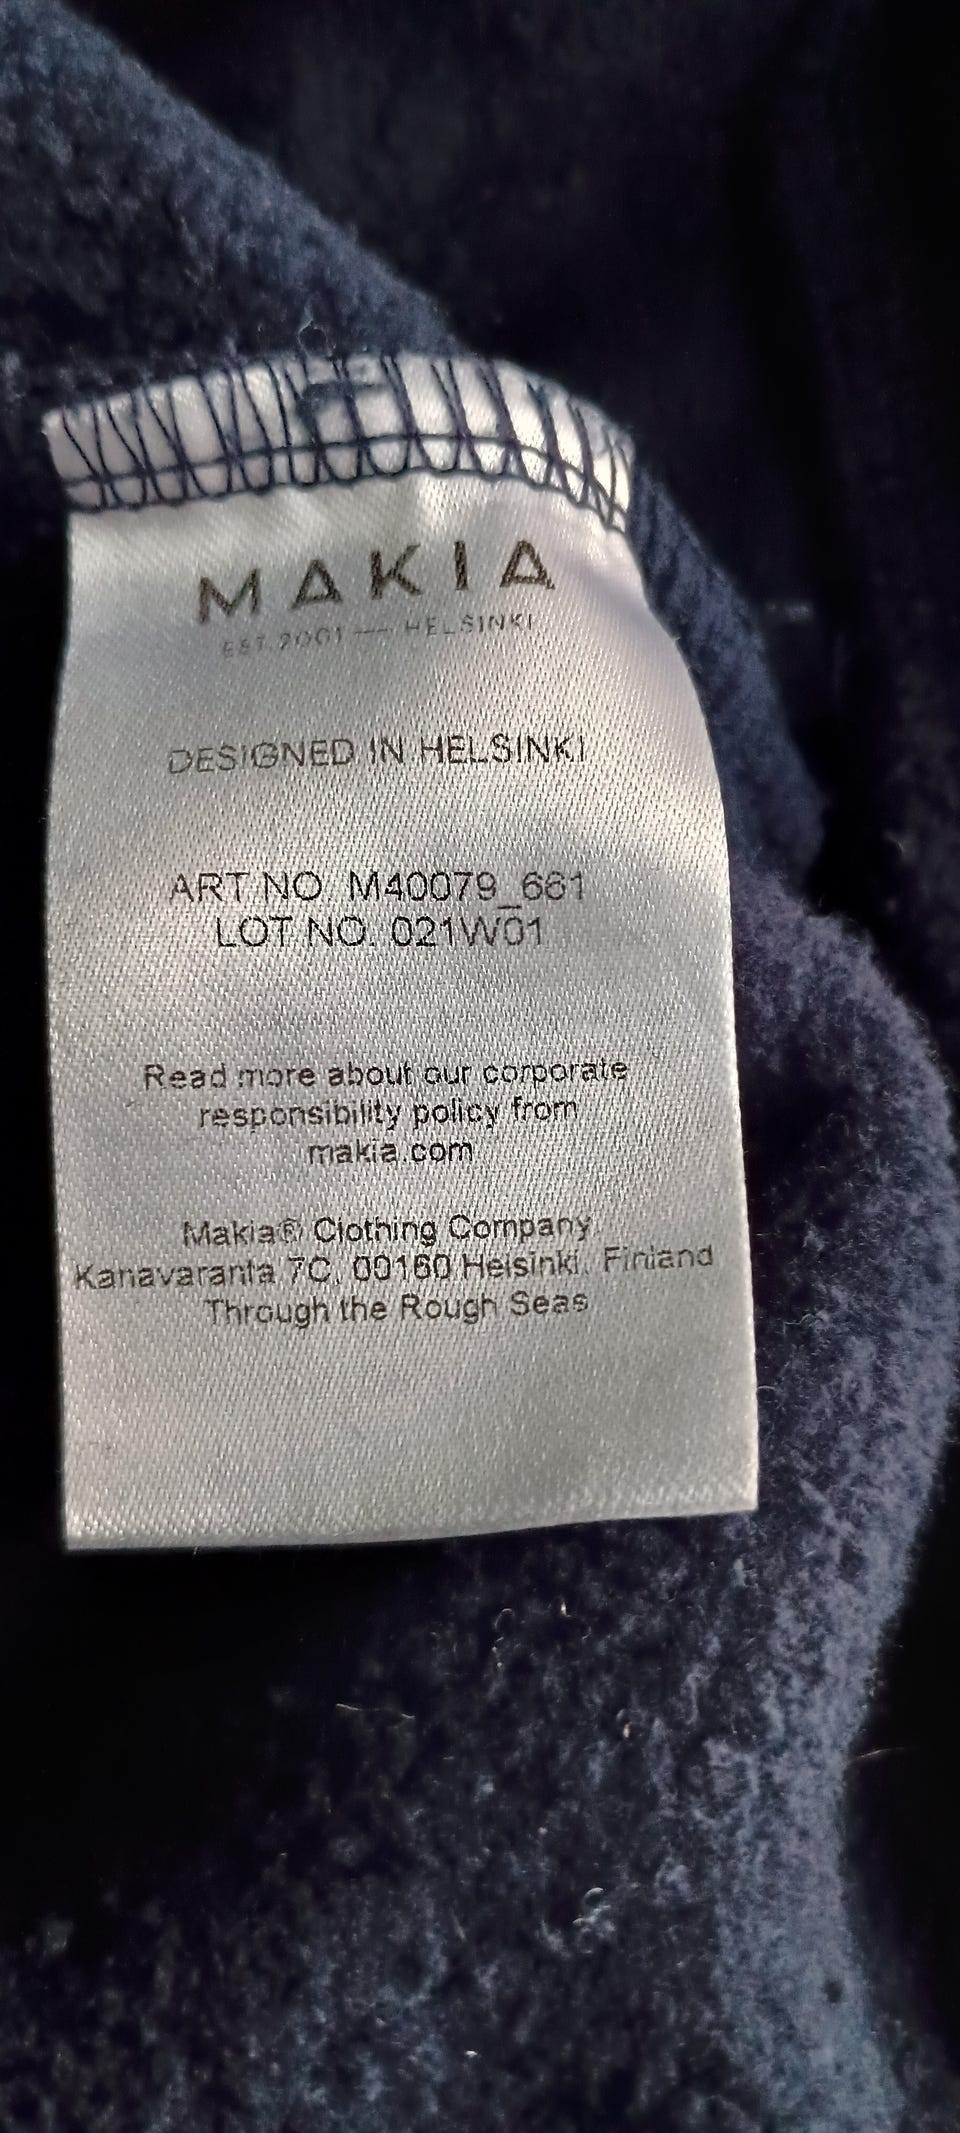 MAKIA
EST. 2001 — HELSINKI
DESIGNED IN HELSINKI
ART NO. M40079_661
LOT NO. 021W01
Read more about our corporate
responsibility policy from
makia.com
Makia® Clothing Company
Kanavaranta 7C, 00160 Helsinki, Finland
Through the Rough Seas